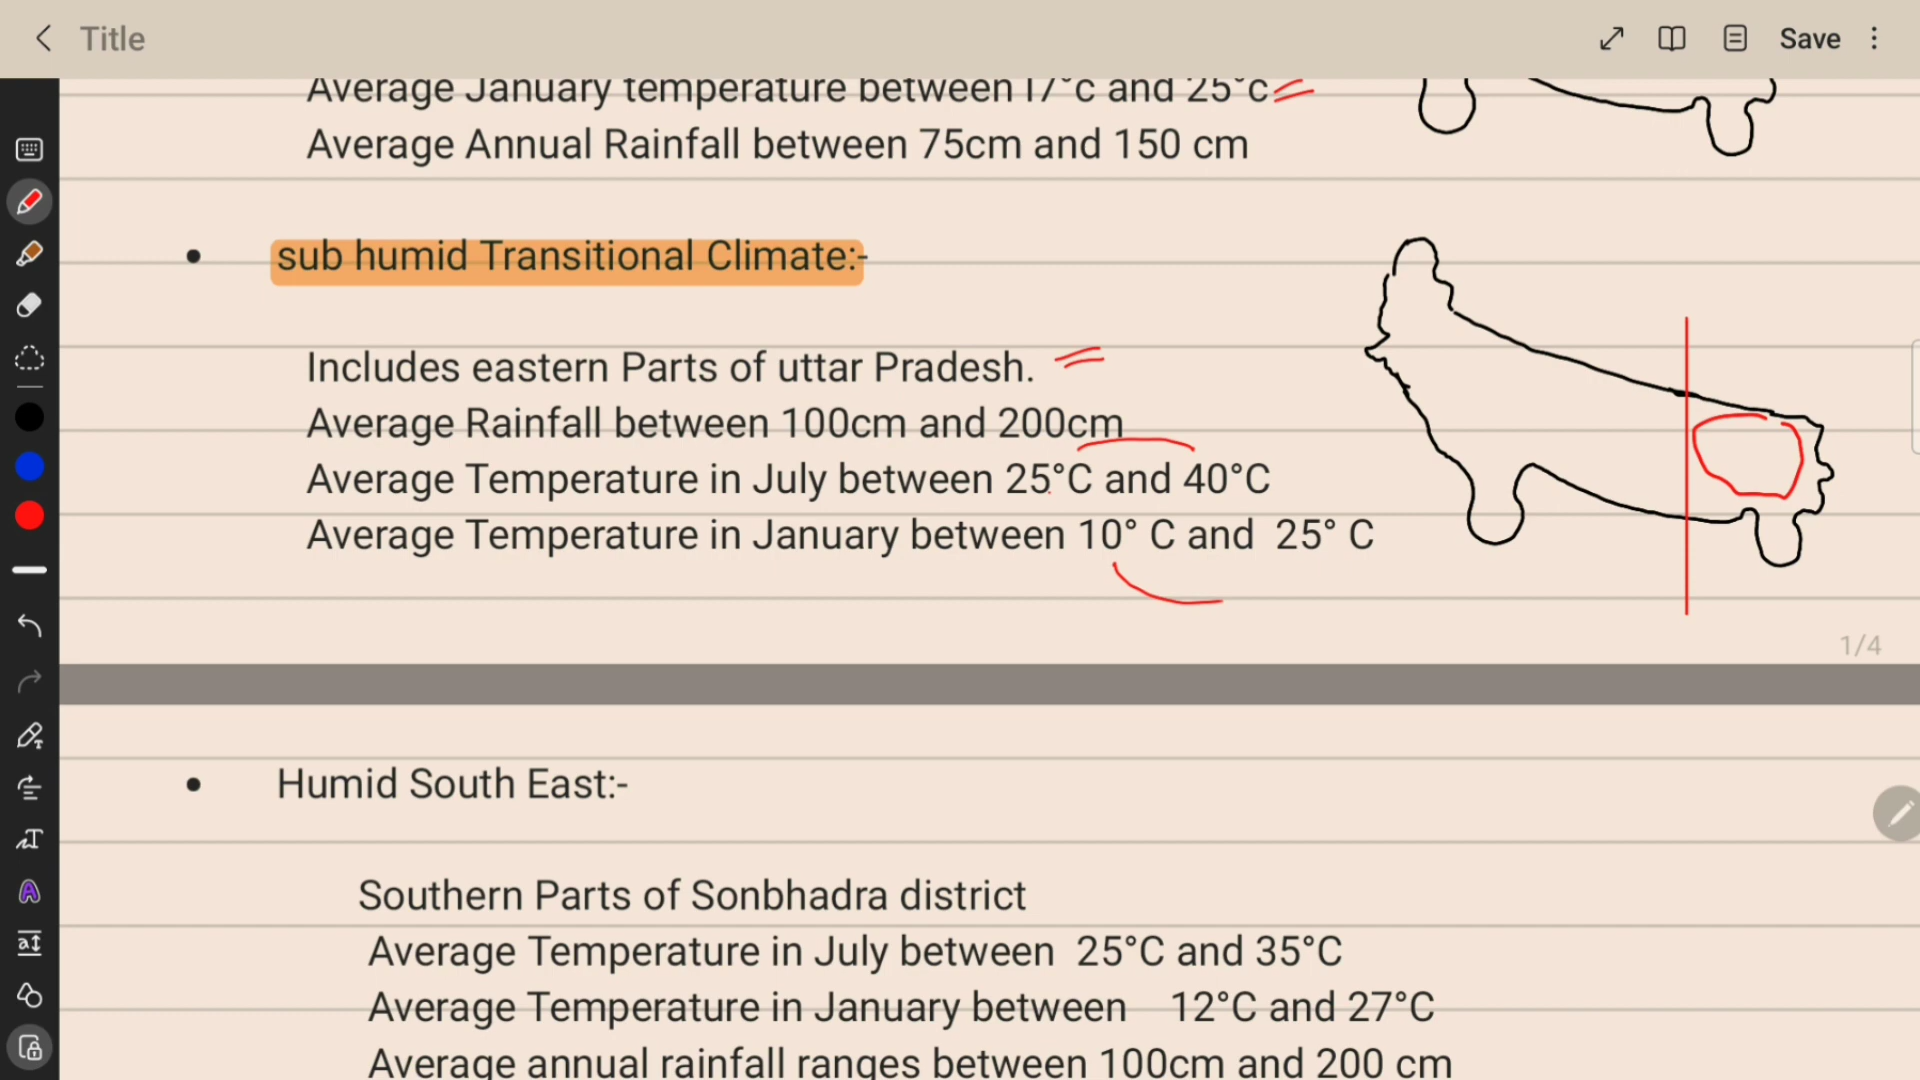 Title
Save
Average January temperature between 17°c and 25°c
Average Annual Rainfall between 75cm and 150 cm
• sub humid Transitional Climate:-
Includes eastern Parts of uttar Pradesh.
Average Rainfall between 100cm and 200cm
Average Temperature in July between 25°C and 40°C
Average Temperature in January between 10° C and 25° C
1/4
• Humid South East:-
Southern Parts of Sonbhadra district
Average Temperature in July between 25°C and 35°C
Average Temperature in January between 12°C and 27°C
Average annual rainfall ranges between 100cm and 200 cm